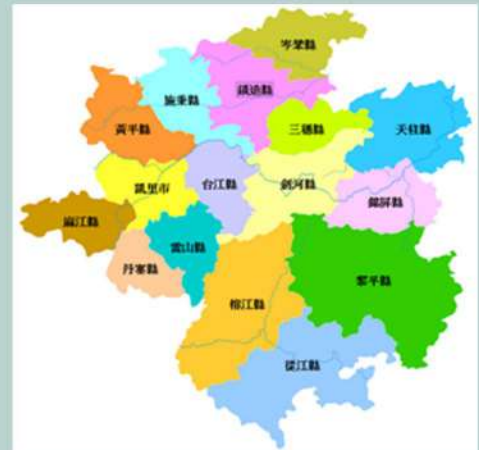 岑鞏縣
鎮遠縣
施秉縣
黃平縣
三穗縣
天柱縣
凱里市
台江縣
劍河縣
錦屏縣
麻江縣
雷山縣
丹寨縣
黎平縣
榕江縣
從江縣